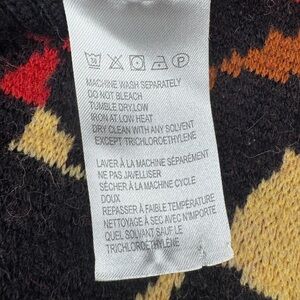 30 P
MACHINE WASH SEPARATELY
DO NOT BLEACH
TUMBLE DRY,LOW
IRON AT LOW HEAT
DRY CLEAN WITH ANY SOLVENT
EXCEPT TRICHLOROETHYLENE
LAVER À LA MACHINE SÉPARÉMENT
NE PAS JAVELLISER
SÉCHER À LA MACHINE CYCLE
DOUX
REPASSER À FAIBLE TEMPÉRATURE
NETTOYAGE À SEC AVEC N'IMPORTE
QUEL SOLVANT SAUF LE
TRICHLOROETHYLÈNE